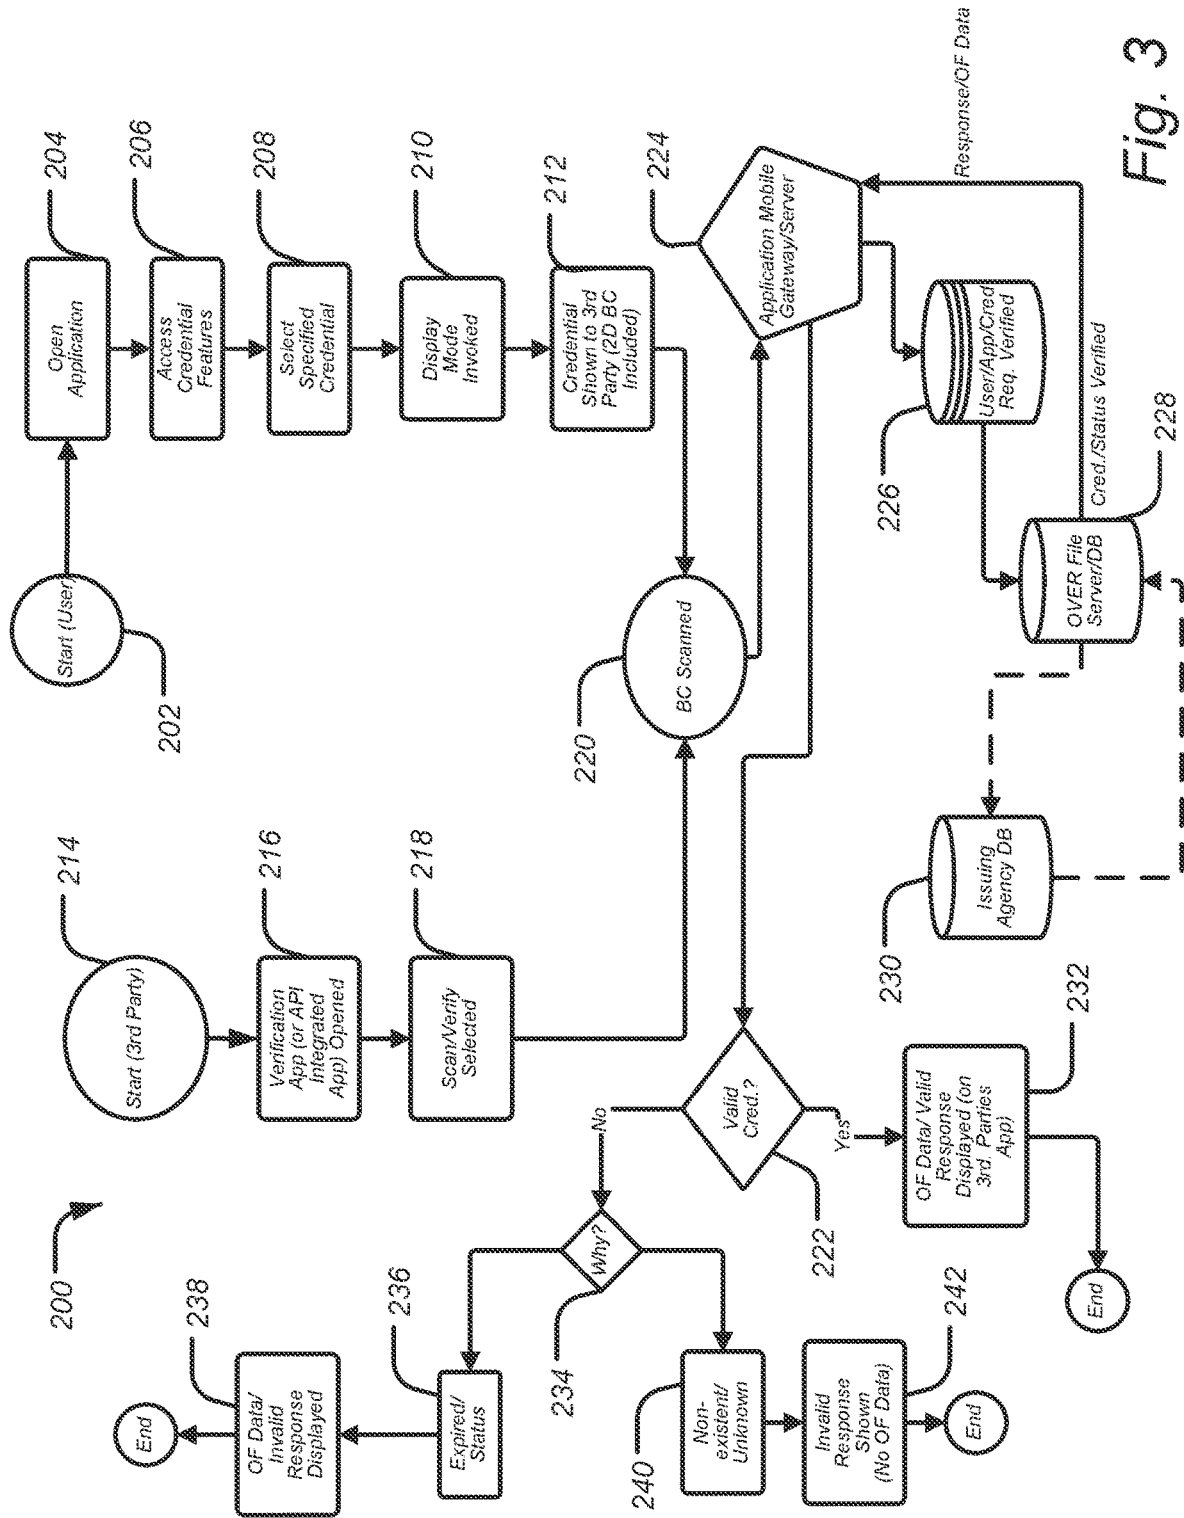 200
Start (User)
202
Open
Application
204
Access
Credential
Features
206
Select
Specified
Credential
208
Display
Mode
Invoked
210
Credential
Shown to 3rd
Party (2D BC
Included)
212
Start (3rd Party)
214
Verification
App (or API
Integrated
App) Opened
216
Scan/Verify
Selected
218
BC Scanned
220
Application Mobile
Gateway/Server
224
User/App/Cred
Req. Verified
226
OVER File
Server/DB
228
Cred./Status Verified
Response/OF Data
Issuing
Agency DB
230
Valid
Cred.?
222
Yes
No
OF Data/ Valid
Response
Displayed (on
3rd. Parties
App)
232
End
Why?
234
Expired/
Status
236
OF Data/
Invalid
Response
Displayed
238
End
Non-
existent/
Unknown
240
Invalid
Response
Shown
(No OF Data)
242
End
Fig. 3